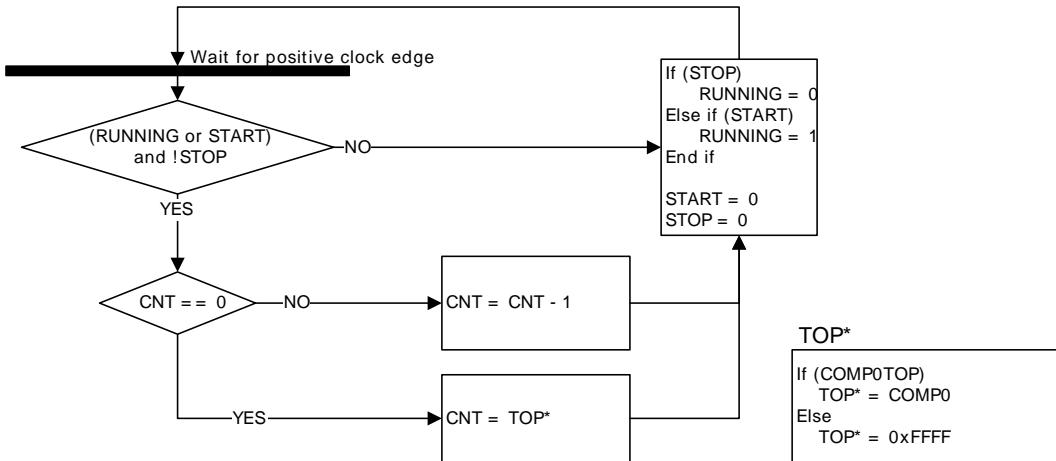 Wait for positive clock edge
(RUNNING or START)
and !STOP
NO
YES
If (STOP)
RUNNING = 0
Else if (START)
RUNNING = 1
End if
START = 0
STOP = 0
CNT == 0
NO
CNT = CNT - 1
YES
CNT = TOP*
TOP*
If (COMP0TOP)
TOP* = COMP0
Else
TOP* = 0xFFFF